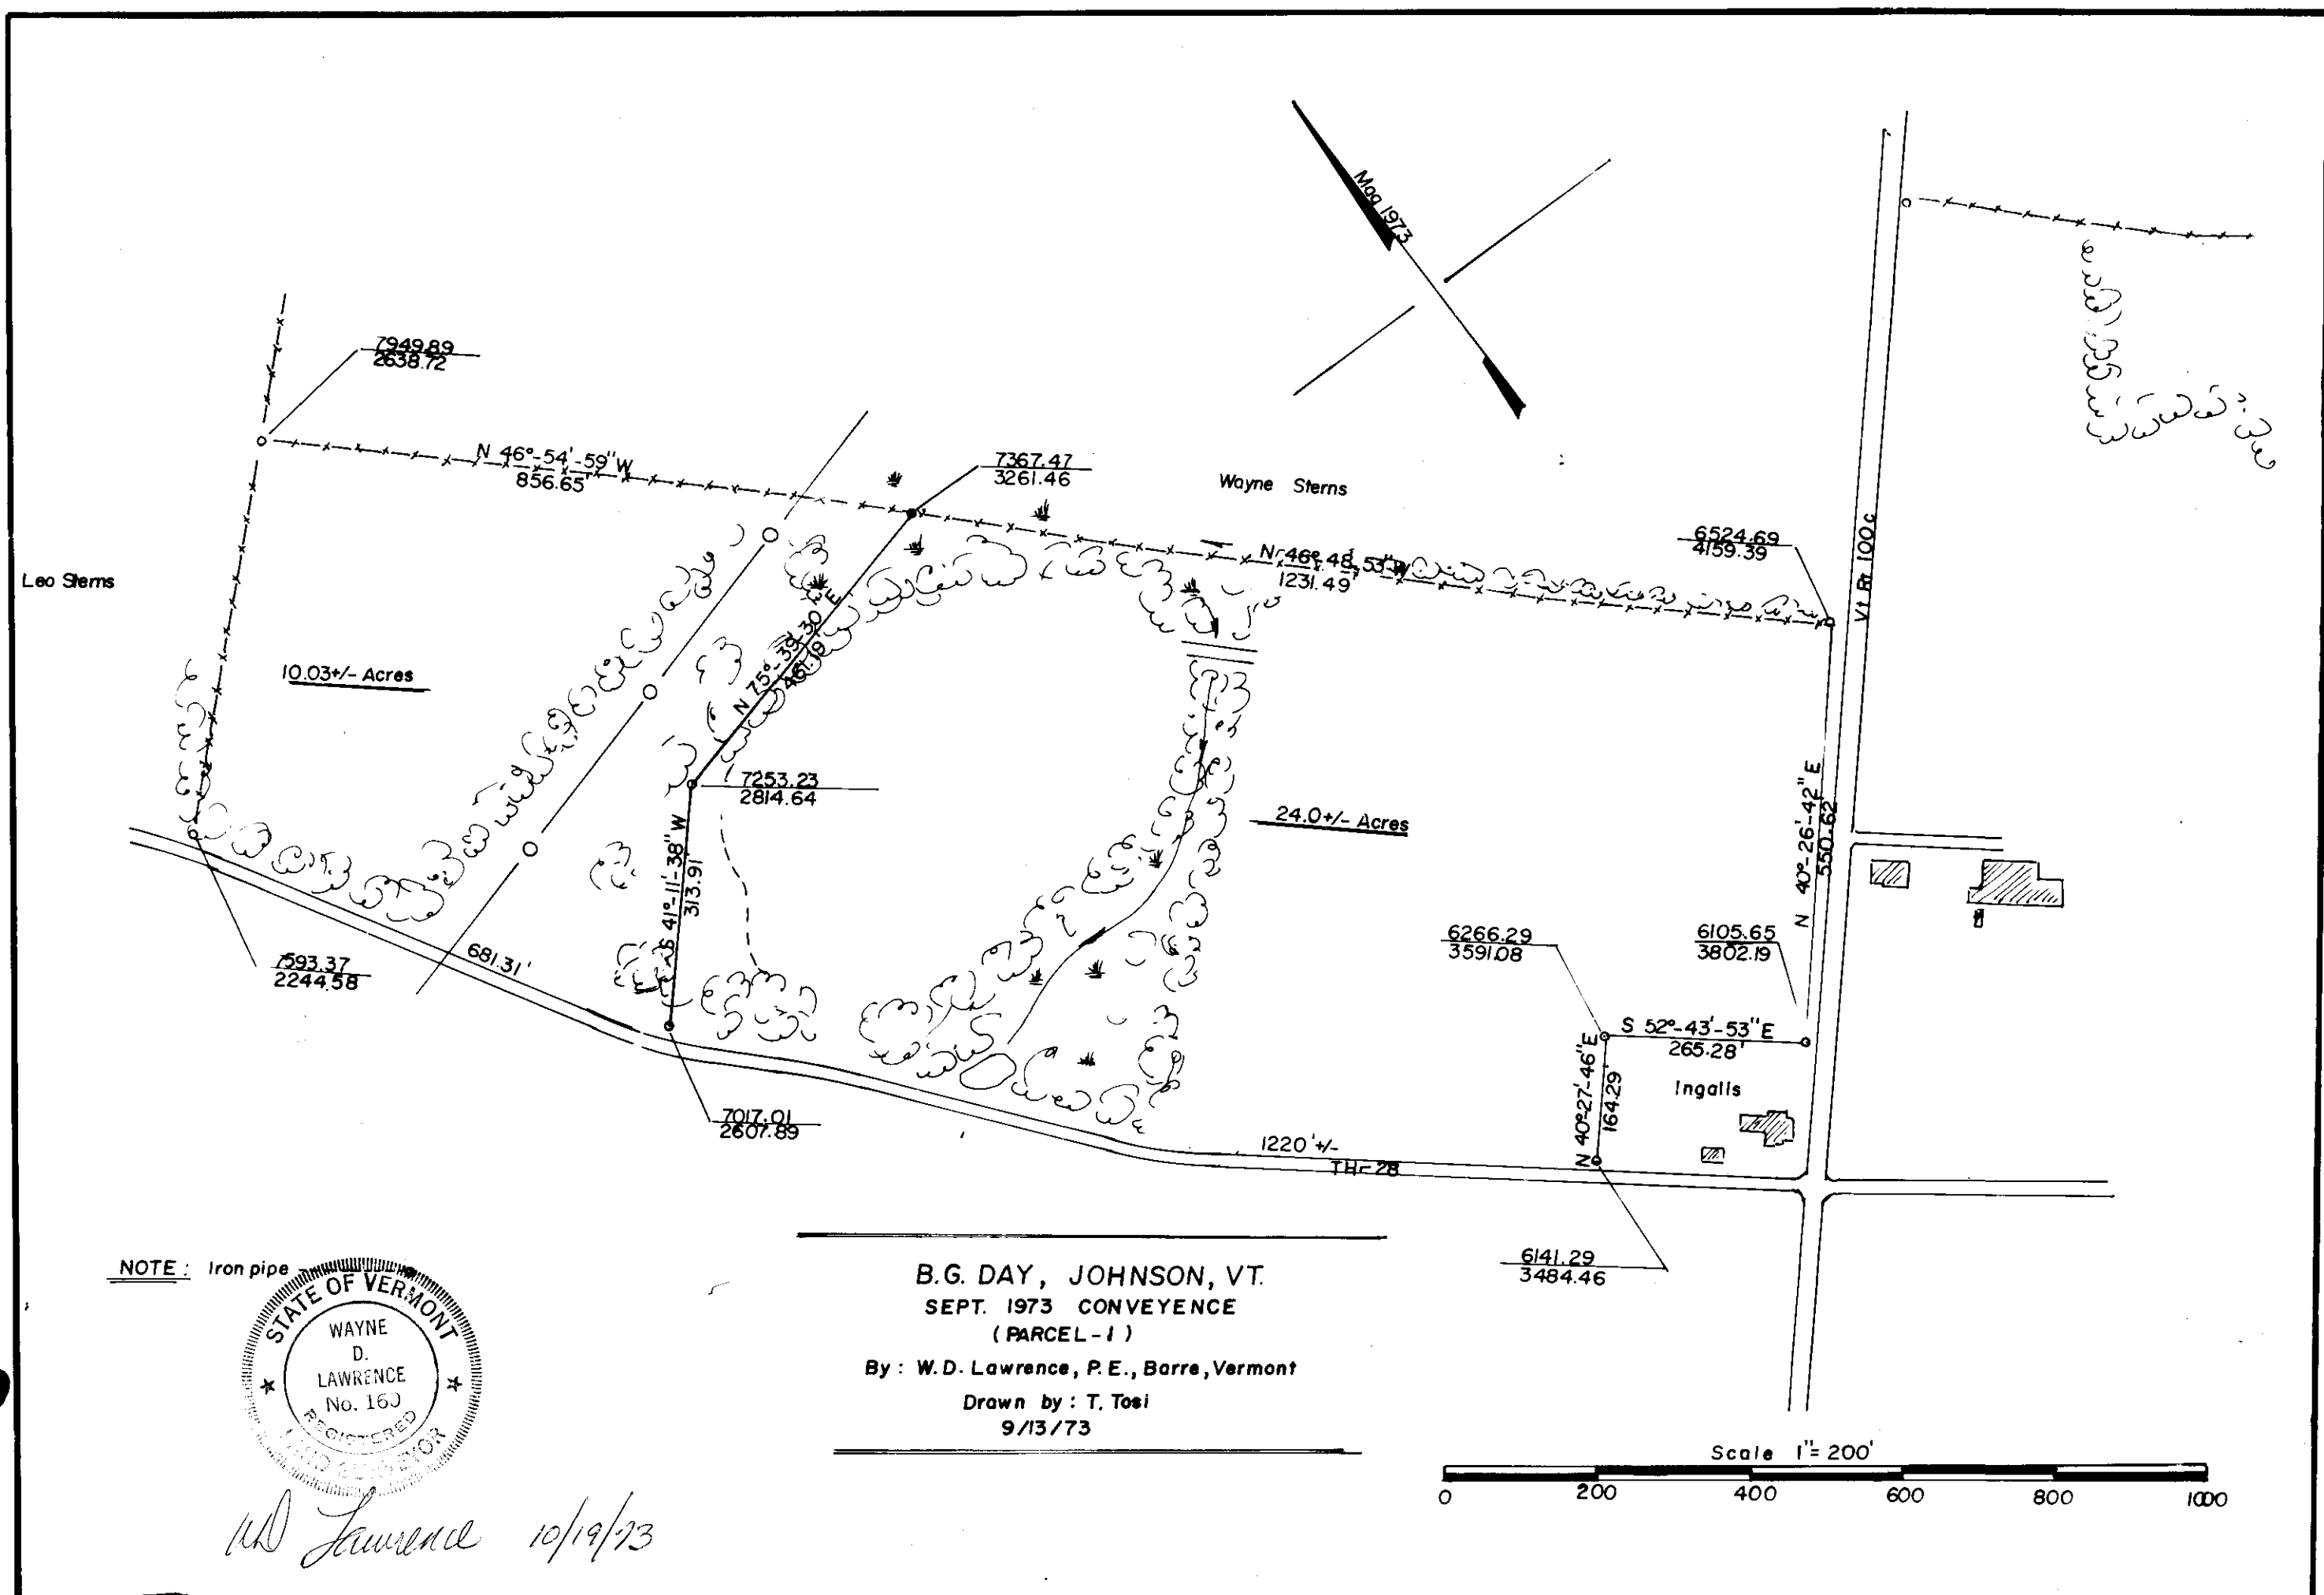 Mag 1973
7949.89
2638.72
N 46°-54'-59"W
856.65'
7367.47
3261.46
Wayne Sterns
6524.69
4159.39
N 46°-48'-53"W
1231.49'
Vt Rt 100c
Leo Sterns
10.03+/- Acres
N 75°-39'-30" E
461.19
7253.23
2814.64
24.0+/- Acres
N 40°-26'-42" E
550.62'
S 41°-11'-38" W
313.91'
6266.29
3591.08
6105.65
3802.19
7593.37
2244.58
681.31'
S 52°-43'-53" E
265.28'
N 40°-27'-46" E
164.29'
Ingalls
7017.01
2607.89
1220'+/-
TH-28
6141.29
3484.46
NOTE: Iron pipe
STATE OF VERMONT
WAYNE
D.
LAWRENCE
No. 160
REGISTERED
LAND SURVEYOR
WD Lawrence 10/19/73
B.G. DAY, JOHNSON, VT.
SEPT. 1973 CONVEYENCE
(PARCEL-1)
By: W.D. Lawrence, P.E., Barre, Vermont
Drawn by: T. Tosi
9/13/73
Scale 1"=200'
0 200 400 600 800 1000